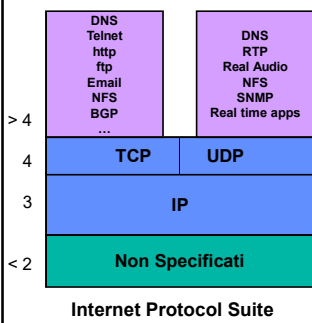 DNS
Telnet
http
ftp
Email
NFS
BGP
...
DNS
RTP
Real Audio
NFS
SNMP
Real time apps
> 4
4
TCP
UDP
3
IP
< 2
Non Specificati
Internet Protocol Suite